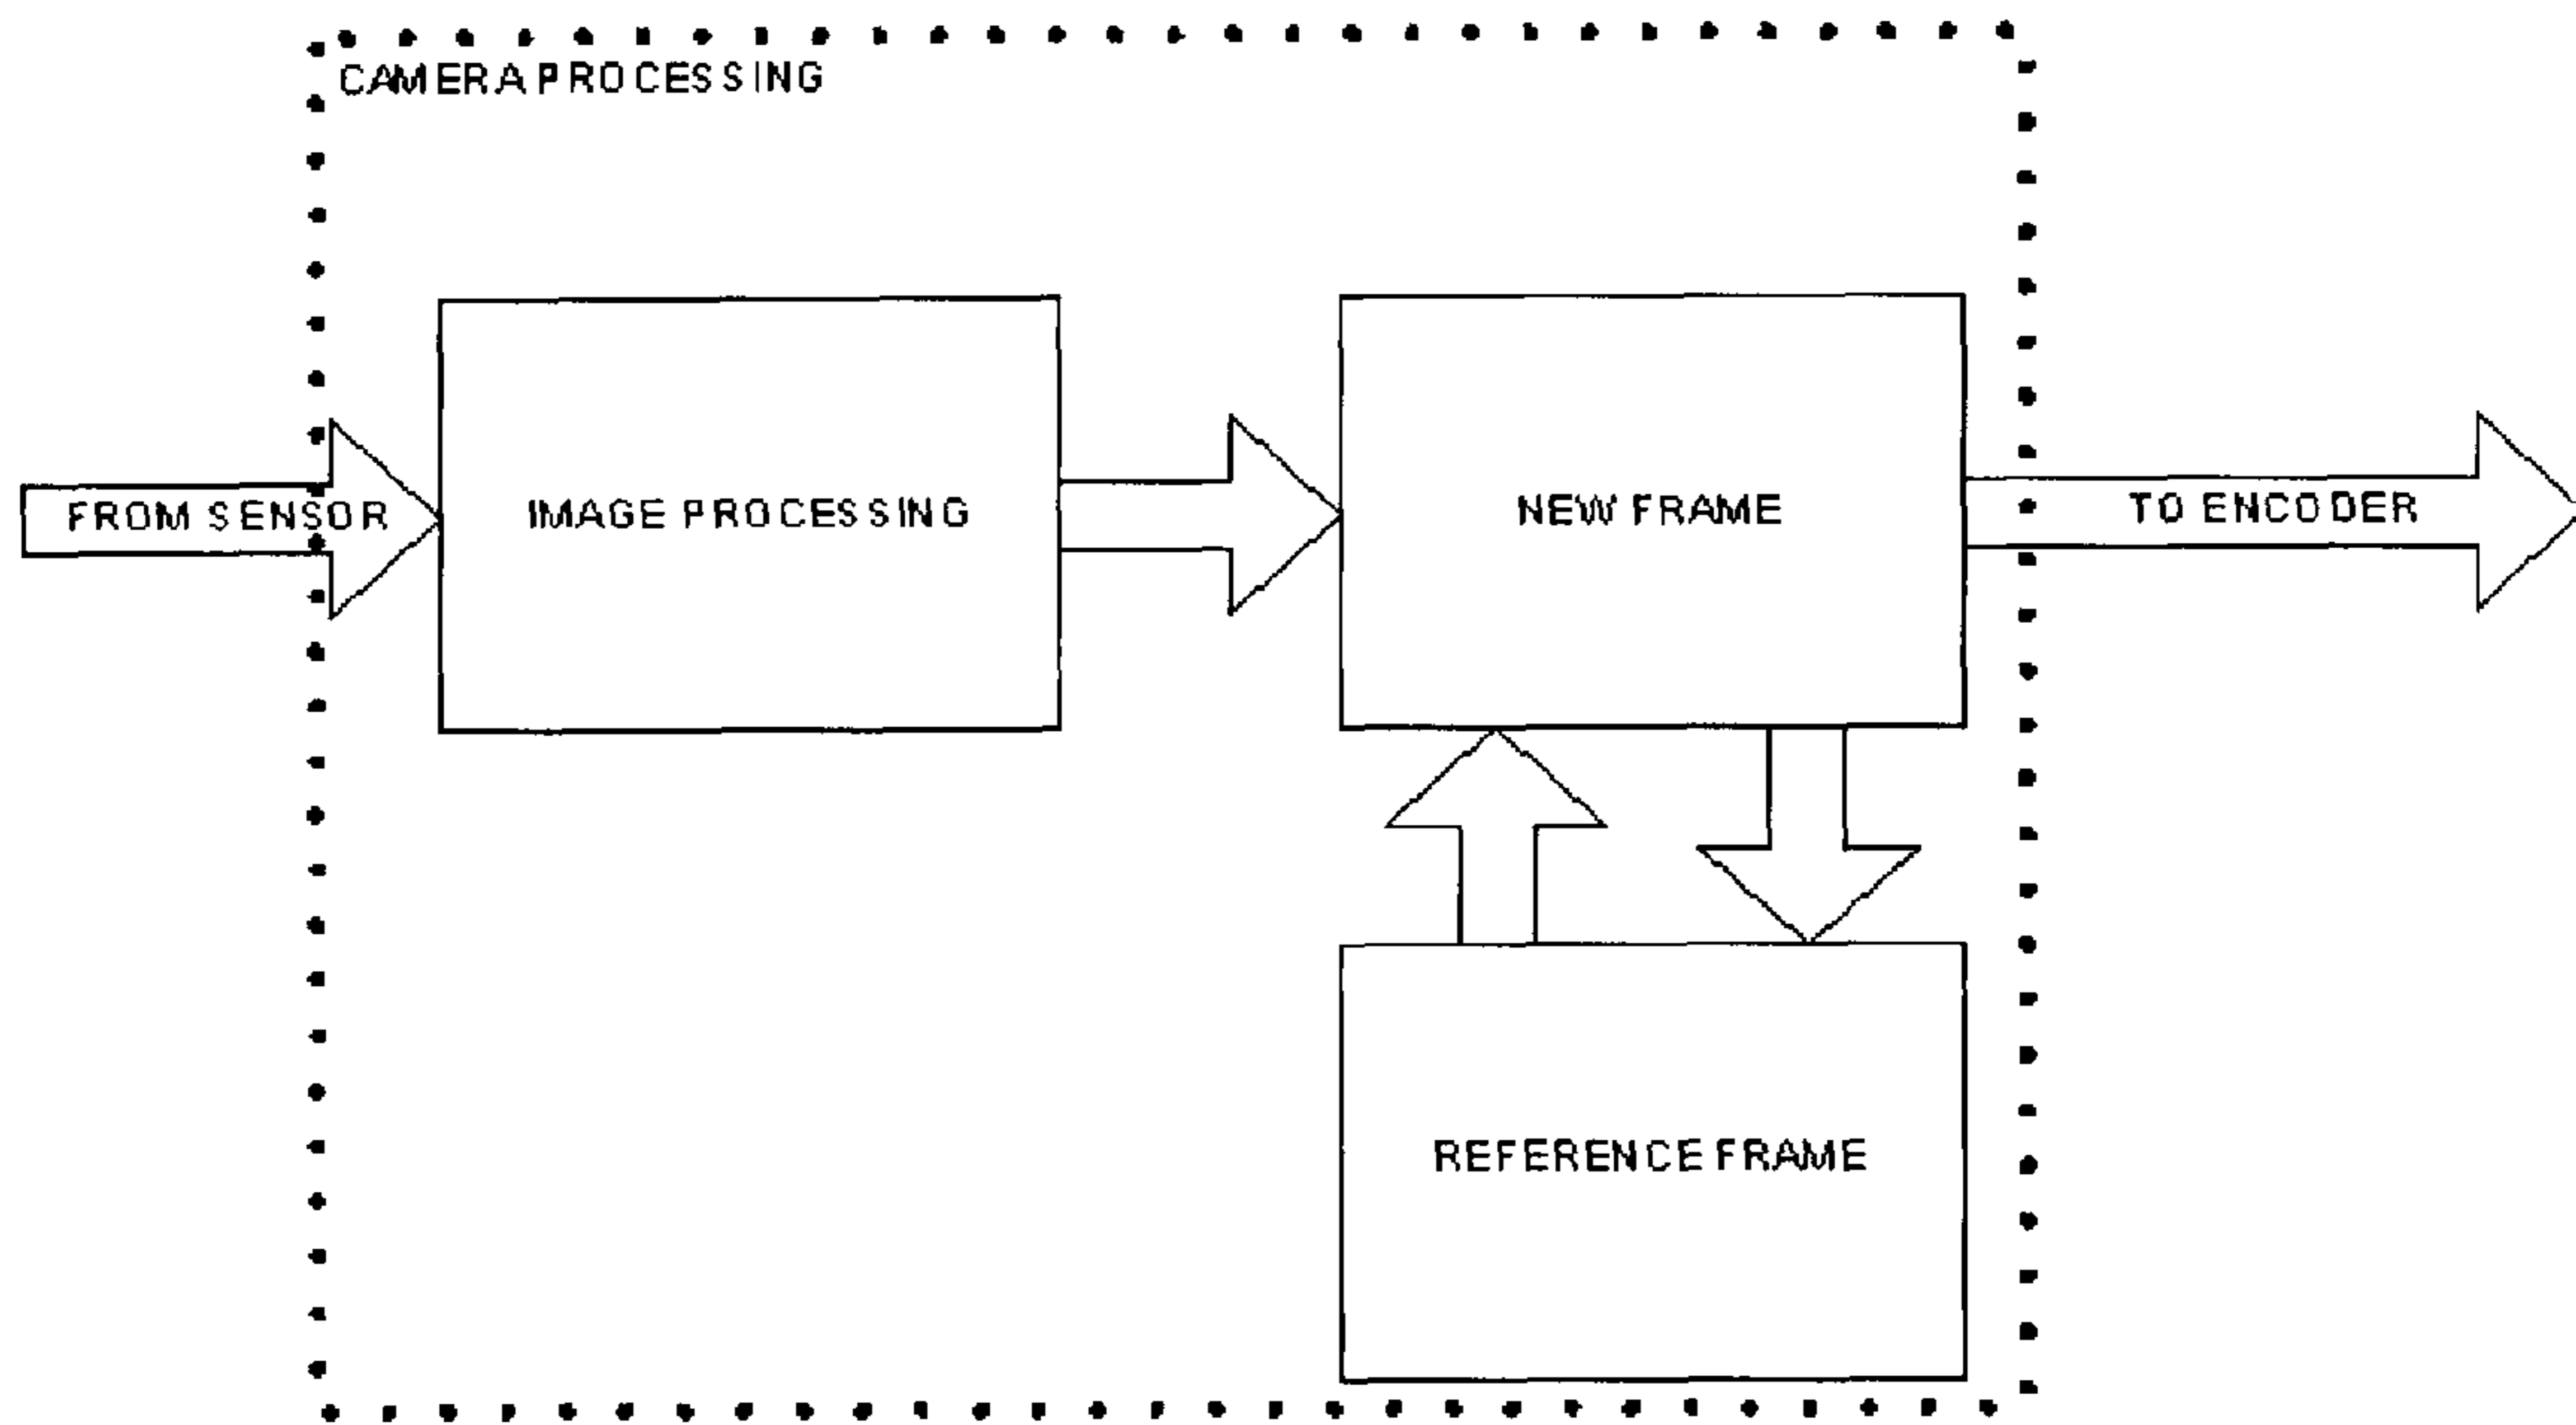 CAMERA PROCESSING
FROM SENSOR
IMAGE PROCESSING
NEW FRAME
TO ENCODER
REFERENCE FRAME